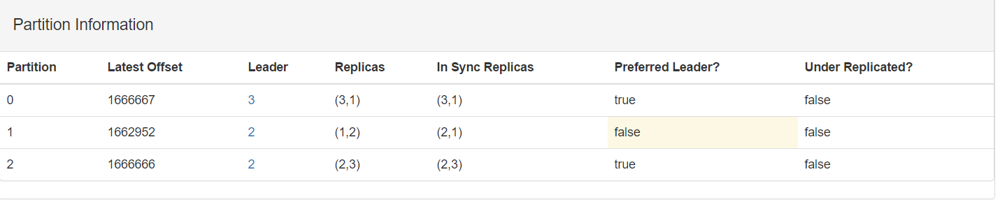 Partition Information
Partition Latest Offset Leader Replicas In Sync Replicas Preferred Leader? Under Replicated?
0 1666667 3 (3,1) (3,1) true false
1 1662952 2 (1,2) (2,1) false false
2 1666666 2 (2,3) (2,3) true false